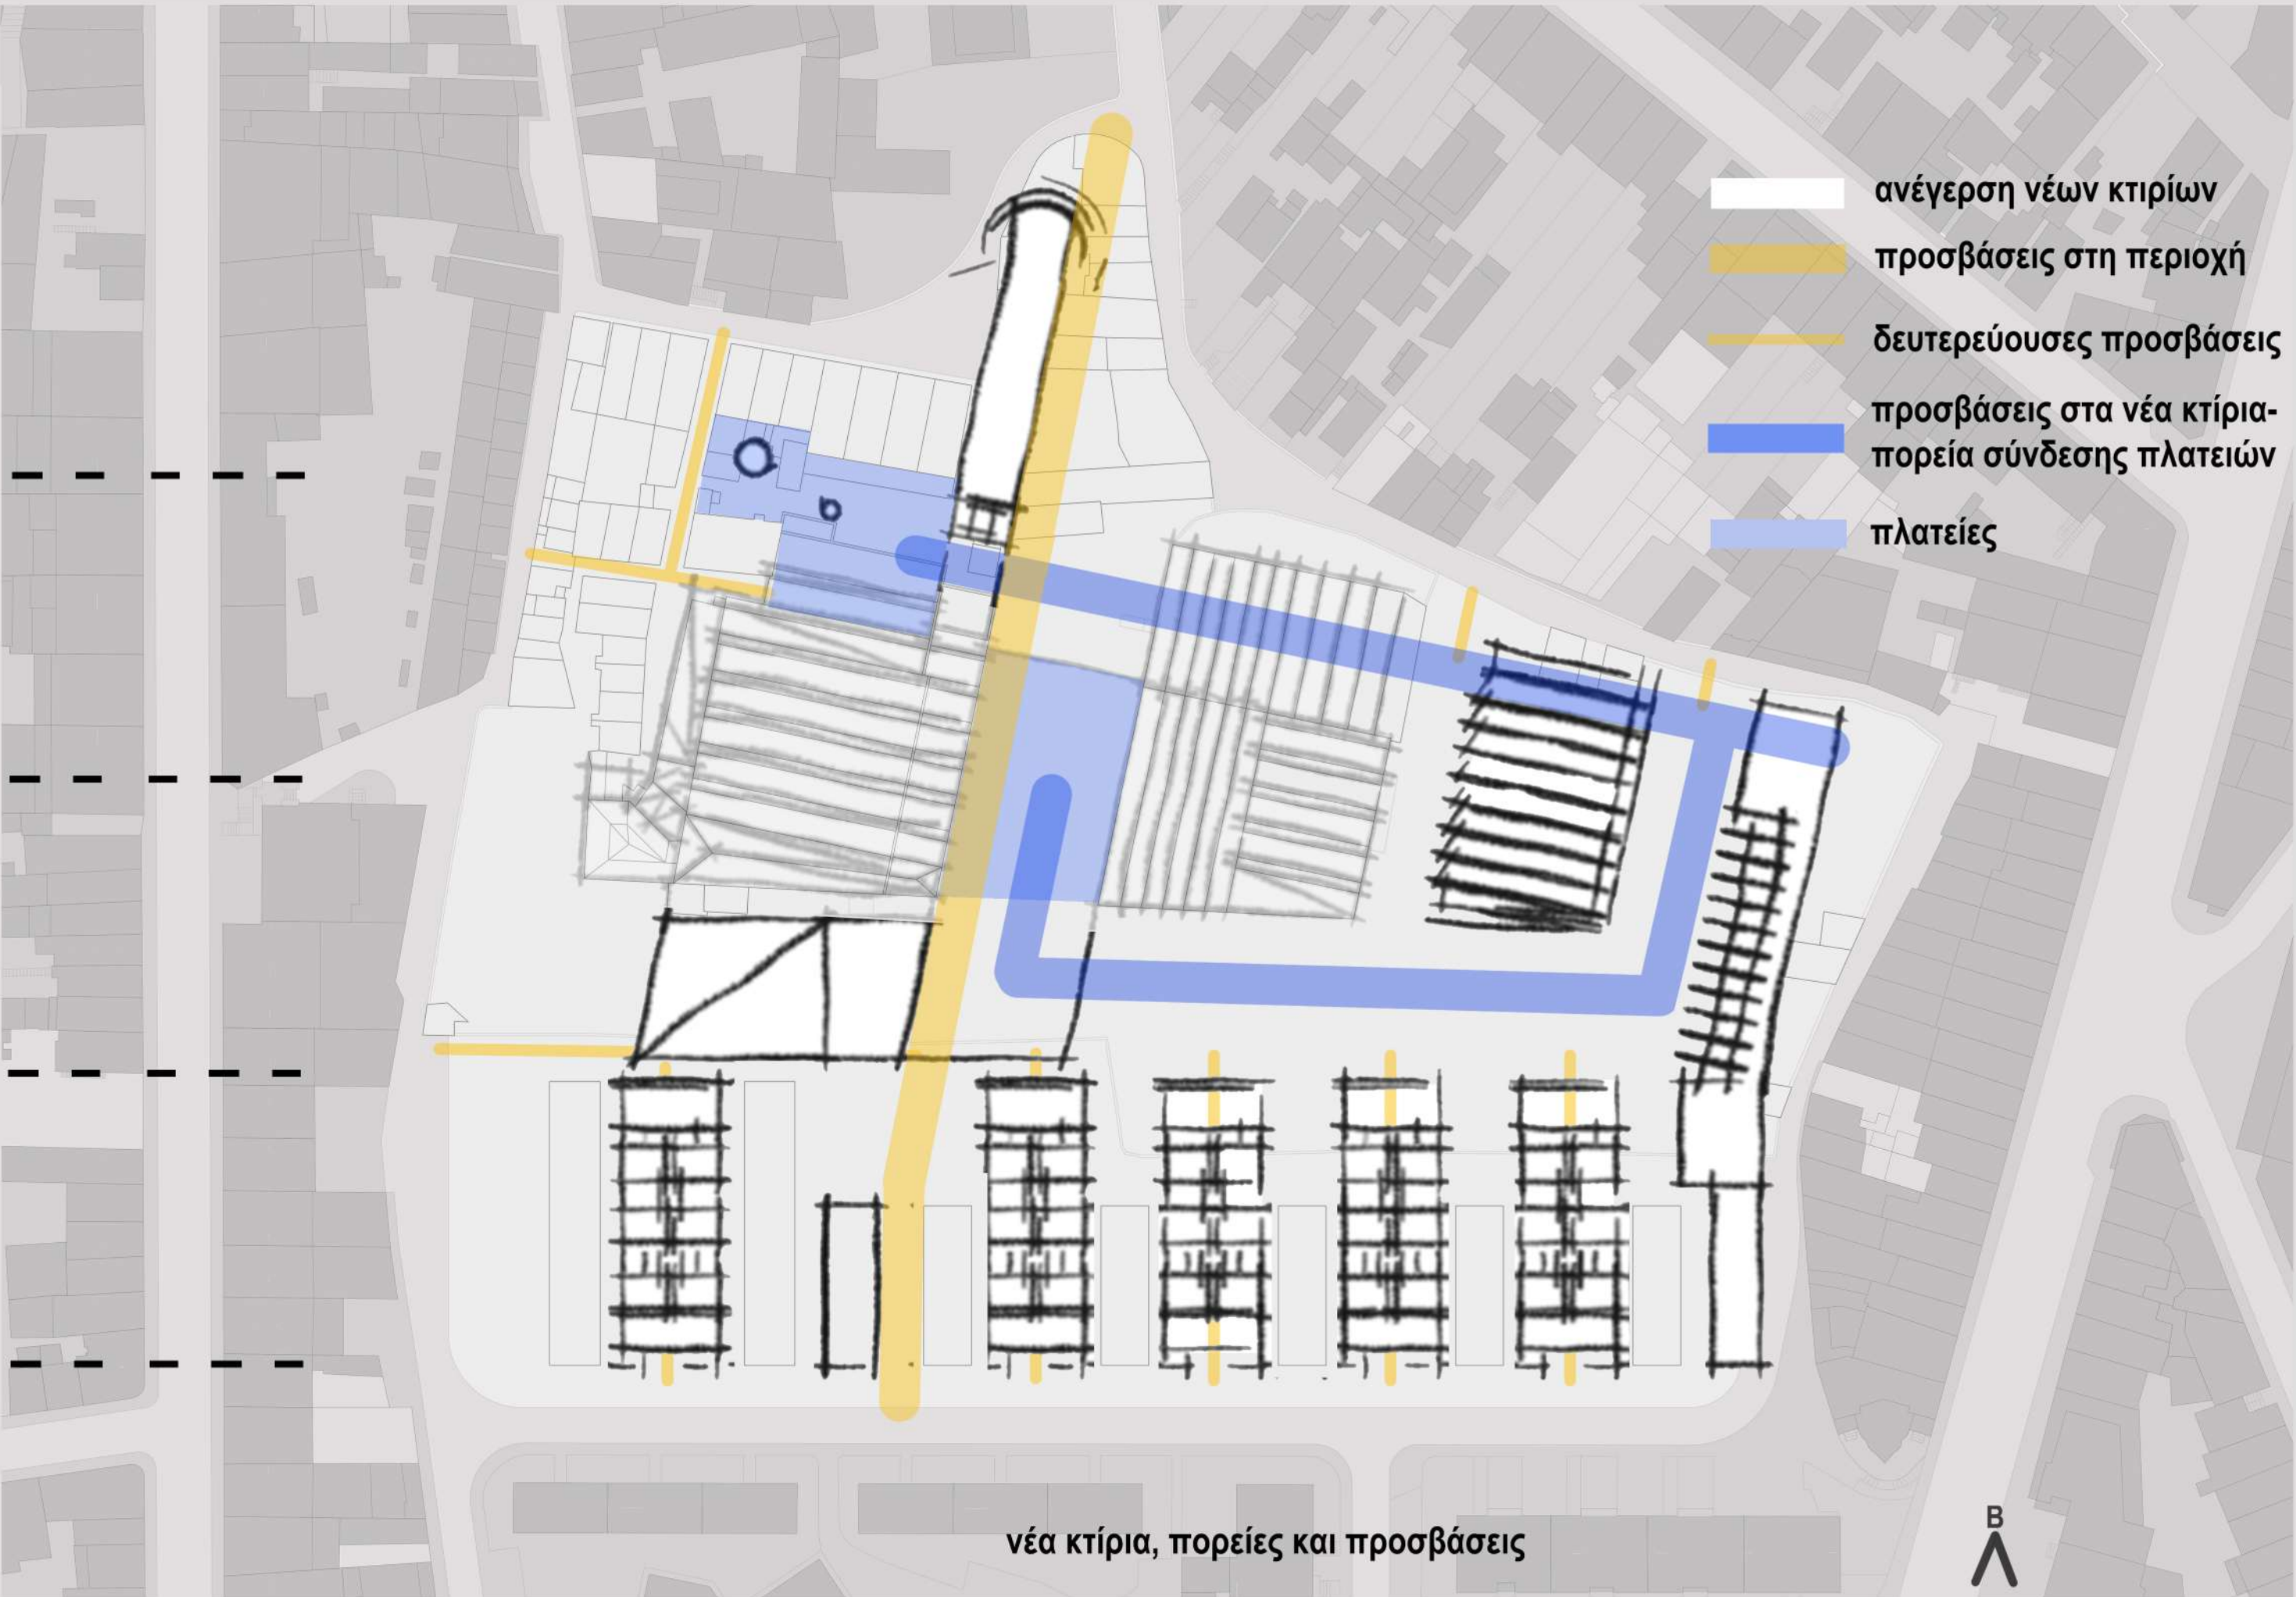 ανέγερση νέων κτιρίων
προσβάσεις στη περιοχή
δευτερεύουσες προσβάσεις
προσβάσεις στα νέα κτίρια-
πορεία σύνδεσης πλατειών
πλατείες
νέα κτίρια, πορείες και προσβάσεις
Β